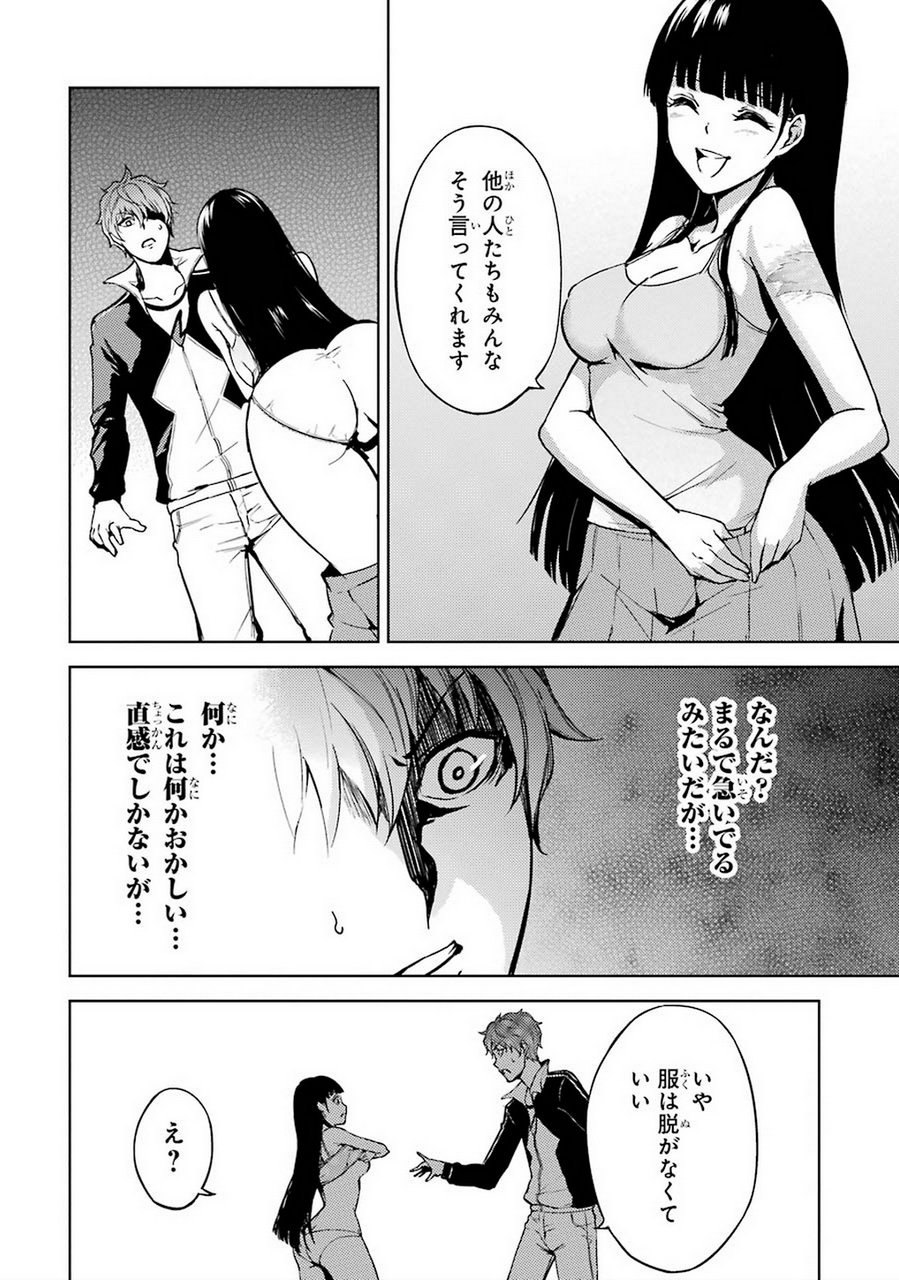 他の人たちもみんな
そう言ってくれます
なんだ？
まるで急いでる
みたいだが…
何か…
これは何かおかしい…
直感でしかないが…
いや
服は脱がなくて
いい
え？